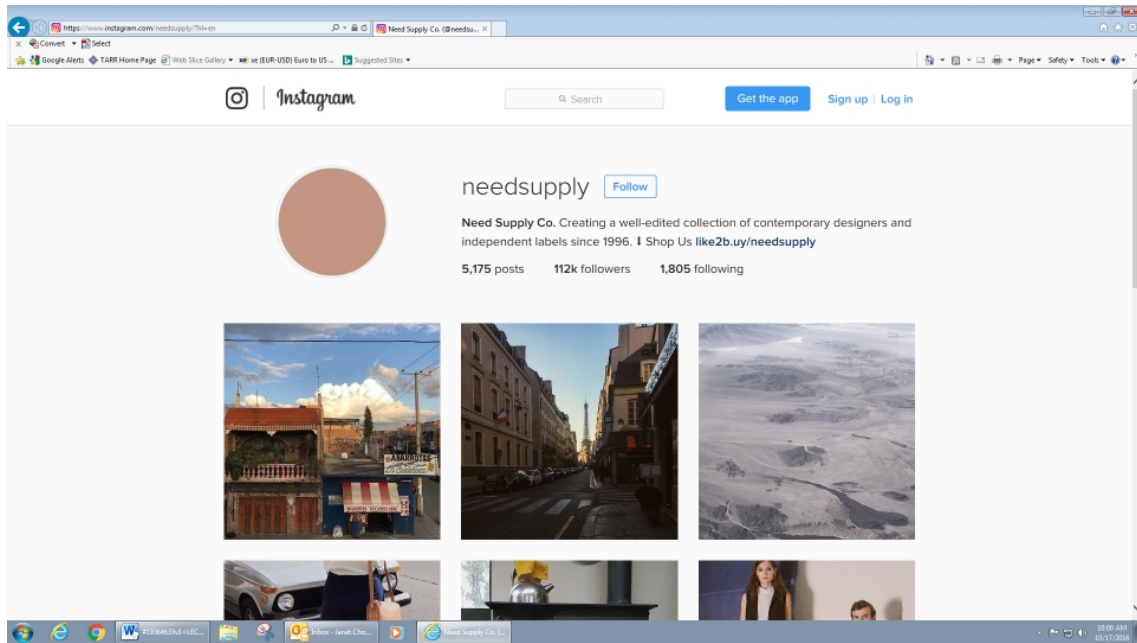 https://www.instagram.com/needsupply/?hl=en
Need Supply Co. (@needsu...
Convert
Select
Google Alerts
TARR Home Page
Web Slice Gallery
xe (EUR-USD) Euro to US ...
Suggested Sites
Page
Safety
Tools
Instagram
Search
Get the app
Sign up | Log in
needsupply
Follow
Need Supply Co. Creating a well-edited collection of contemporary designers and
independent labels since 1996. ⬇ Shop Us like2b.uy/needsupply
5,175 posts 112k followers 1,805 following
ABARROTES
Inbox - Janet.Cho...
Need Supply Co. (...
10:00 AM
10/17/2016